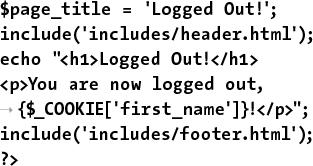 $page_title = 'Logged Out!';
include('includes/header.html');
echo "<h1>Logged Out!</h1>
<p>You are now logged out,
→ {$_COOKIE['first_name']}!</p>";
include('includes/footer.html');
?>